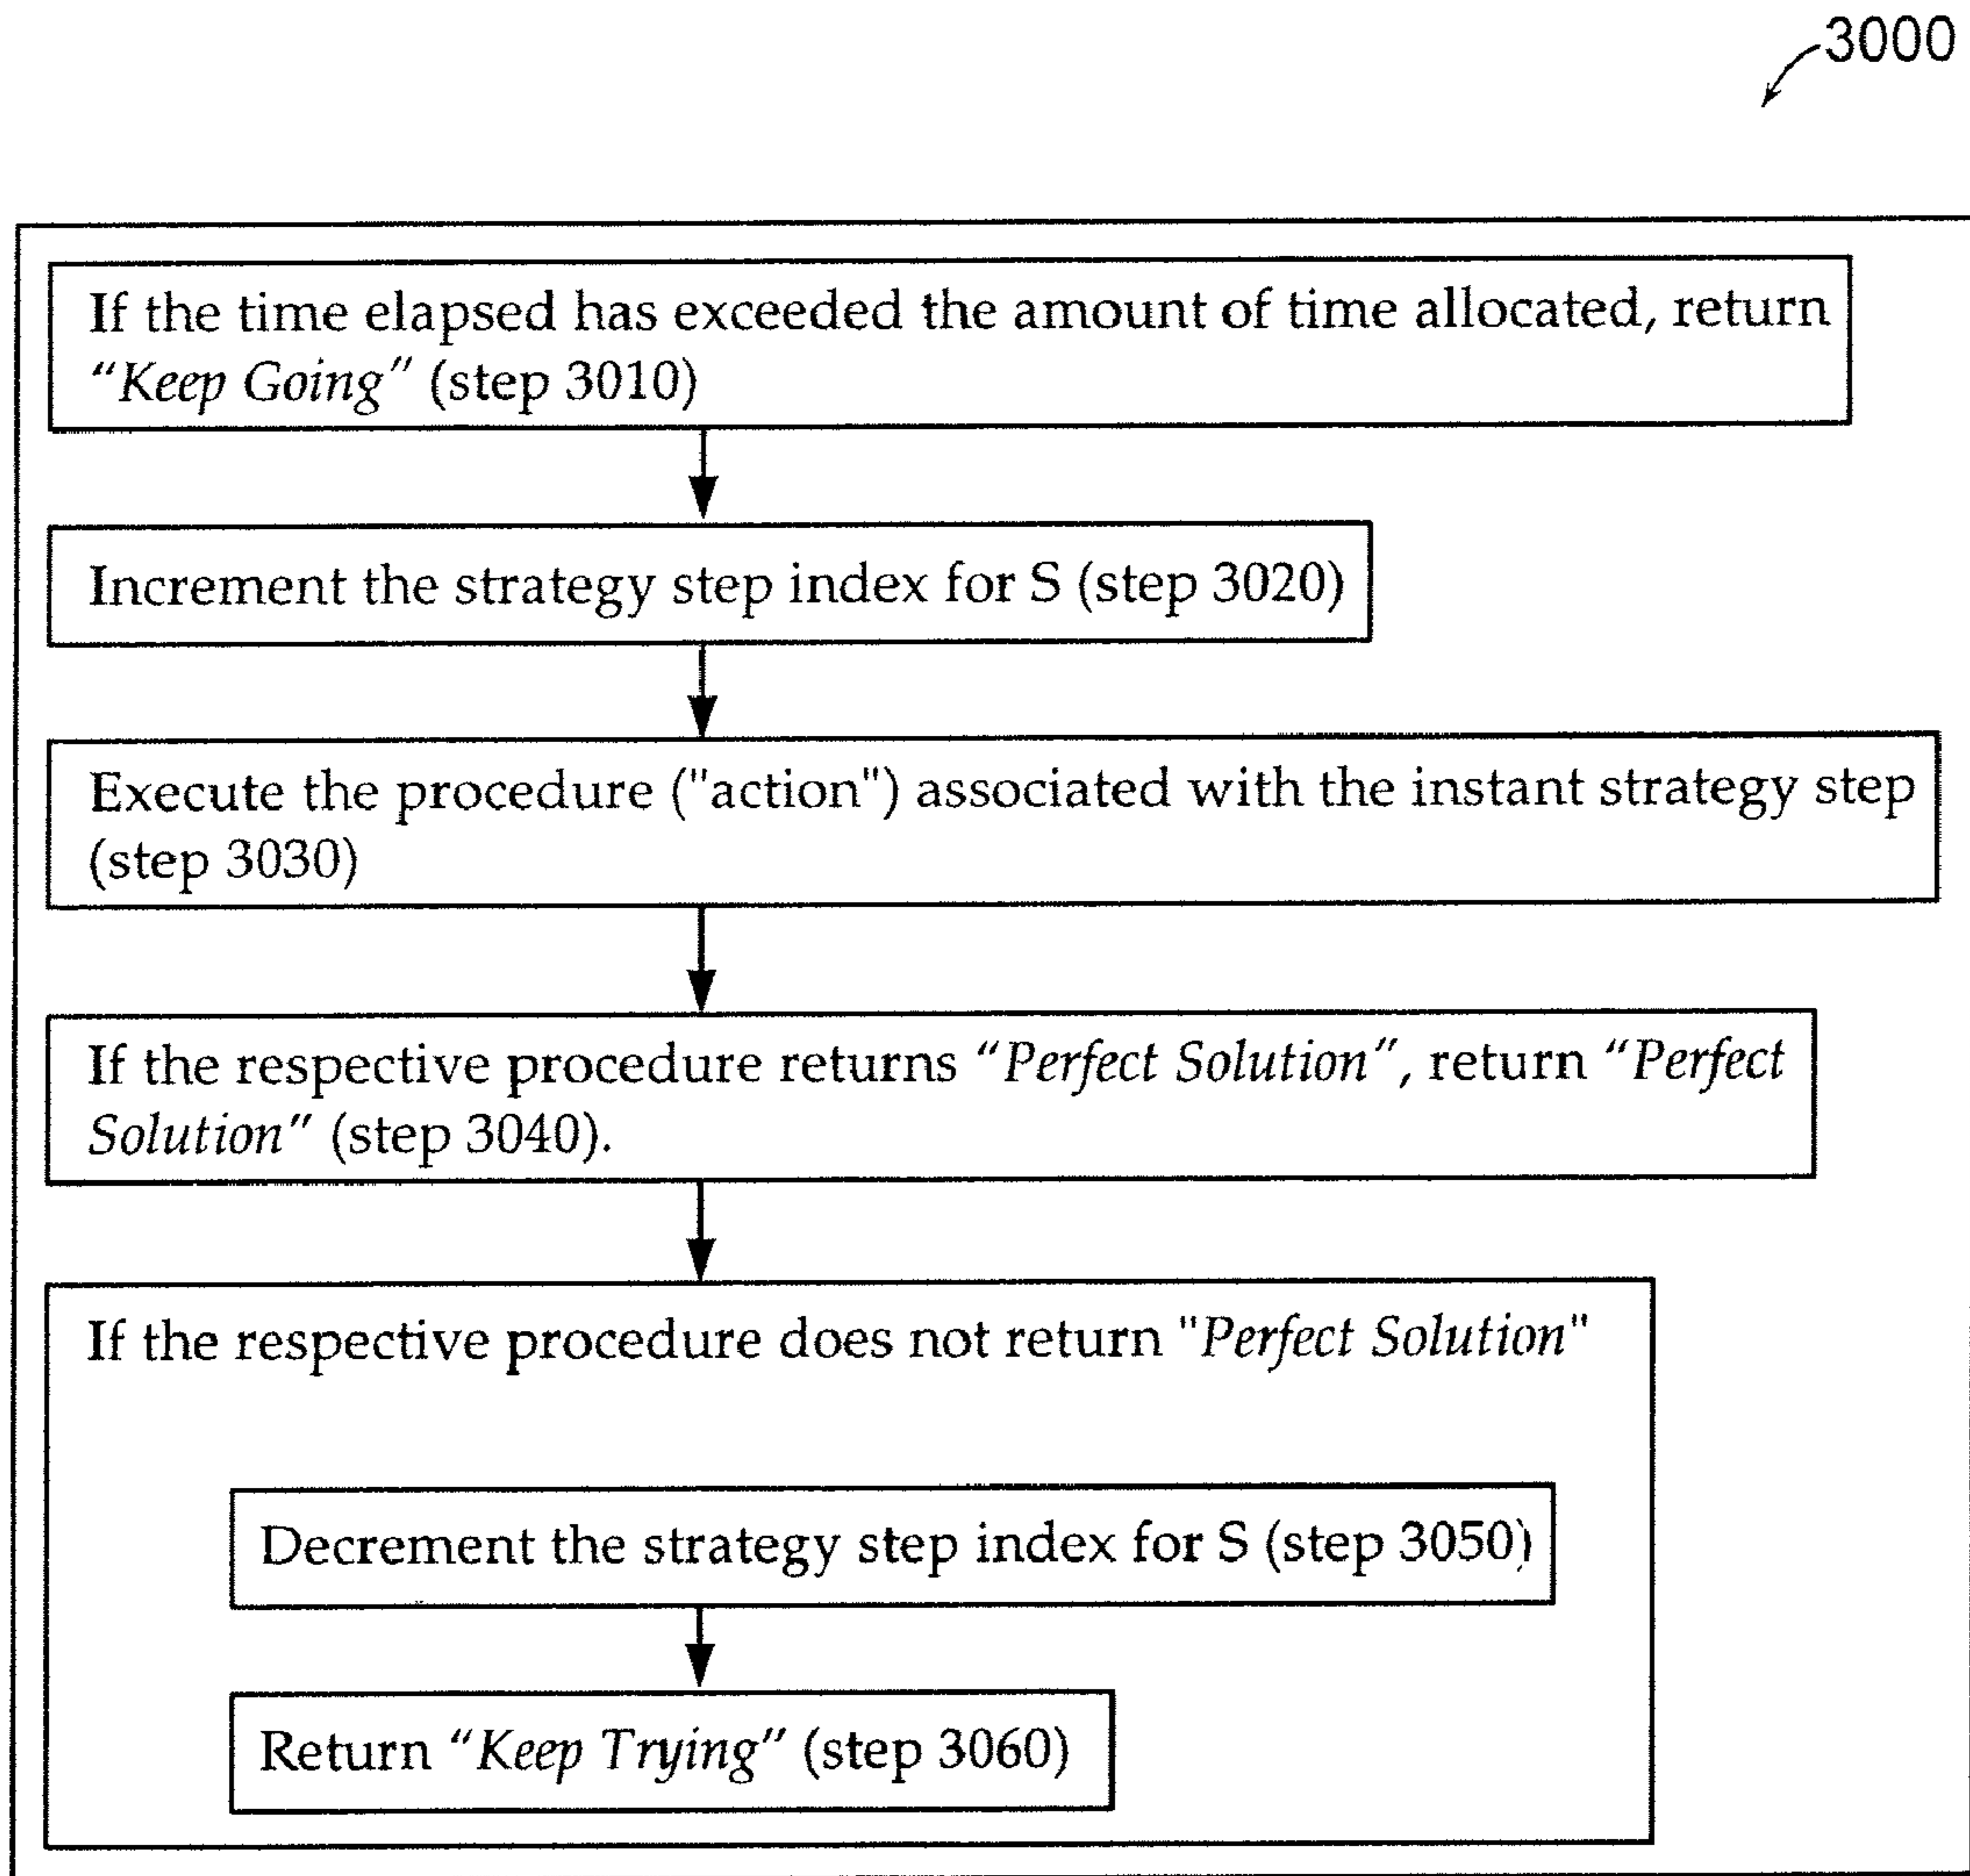 3000
If the time elapsed has exceeded the amount of time allocated, return
“Keep Going” (step 3010)
Increment the strategy step index for S (step 3020)
Execute the procedure ("action") associated with the instant strategy step
(step 3030)
If the respective procedure returns “Perfect Solution”, return “Perfect
Solution” (step 3040).
If the respective procedure does not return "Perfect Solution"
Decrement the strategy step index for S (step 3050)
Return “Keep Trying” (step 3060)